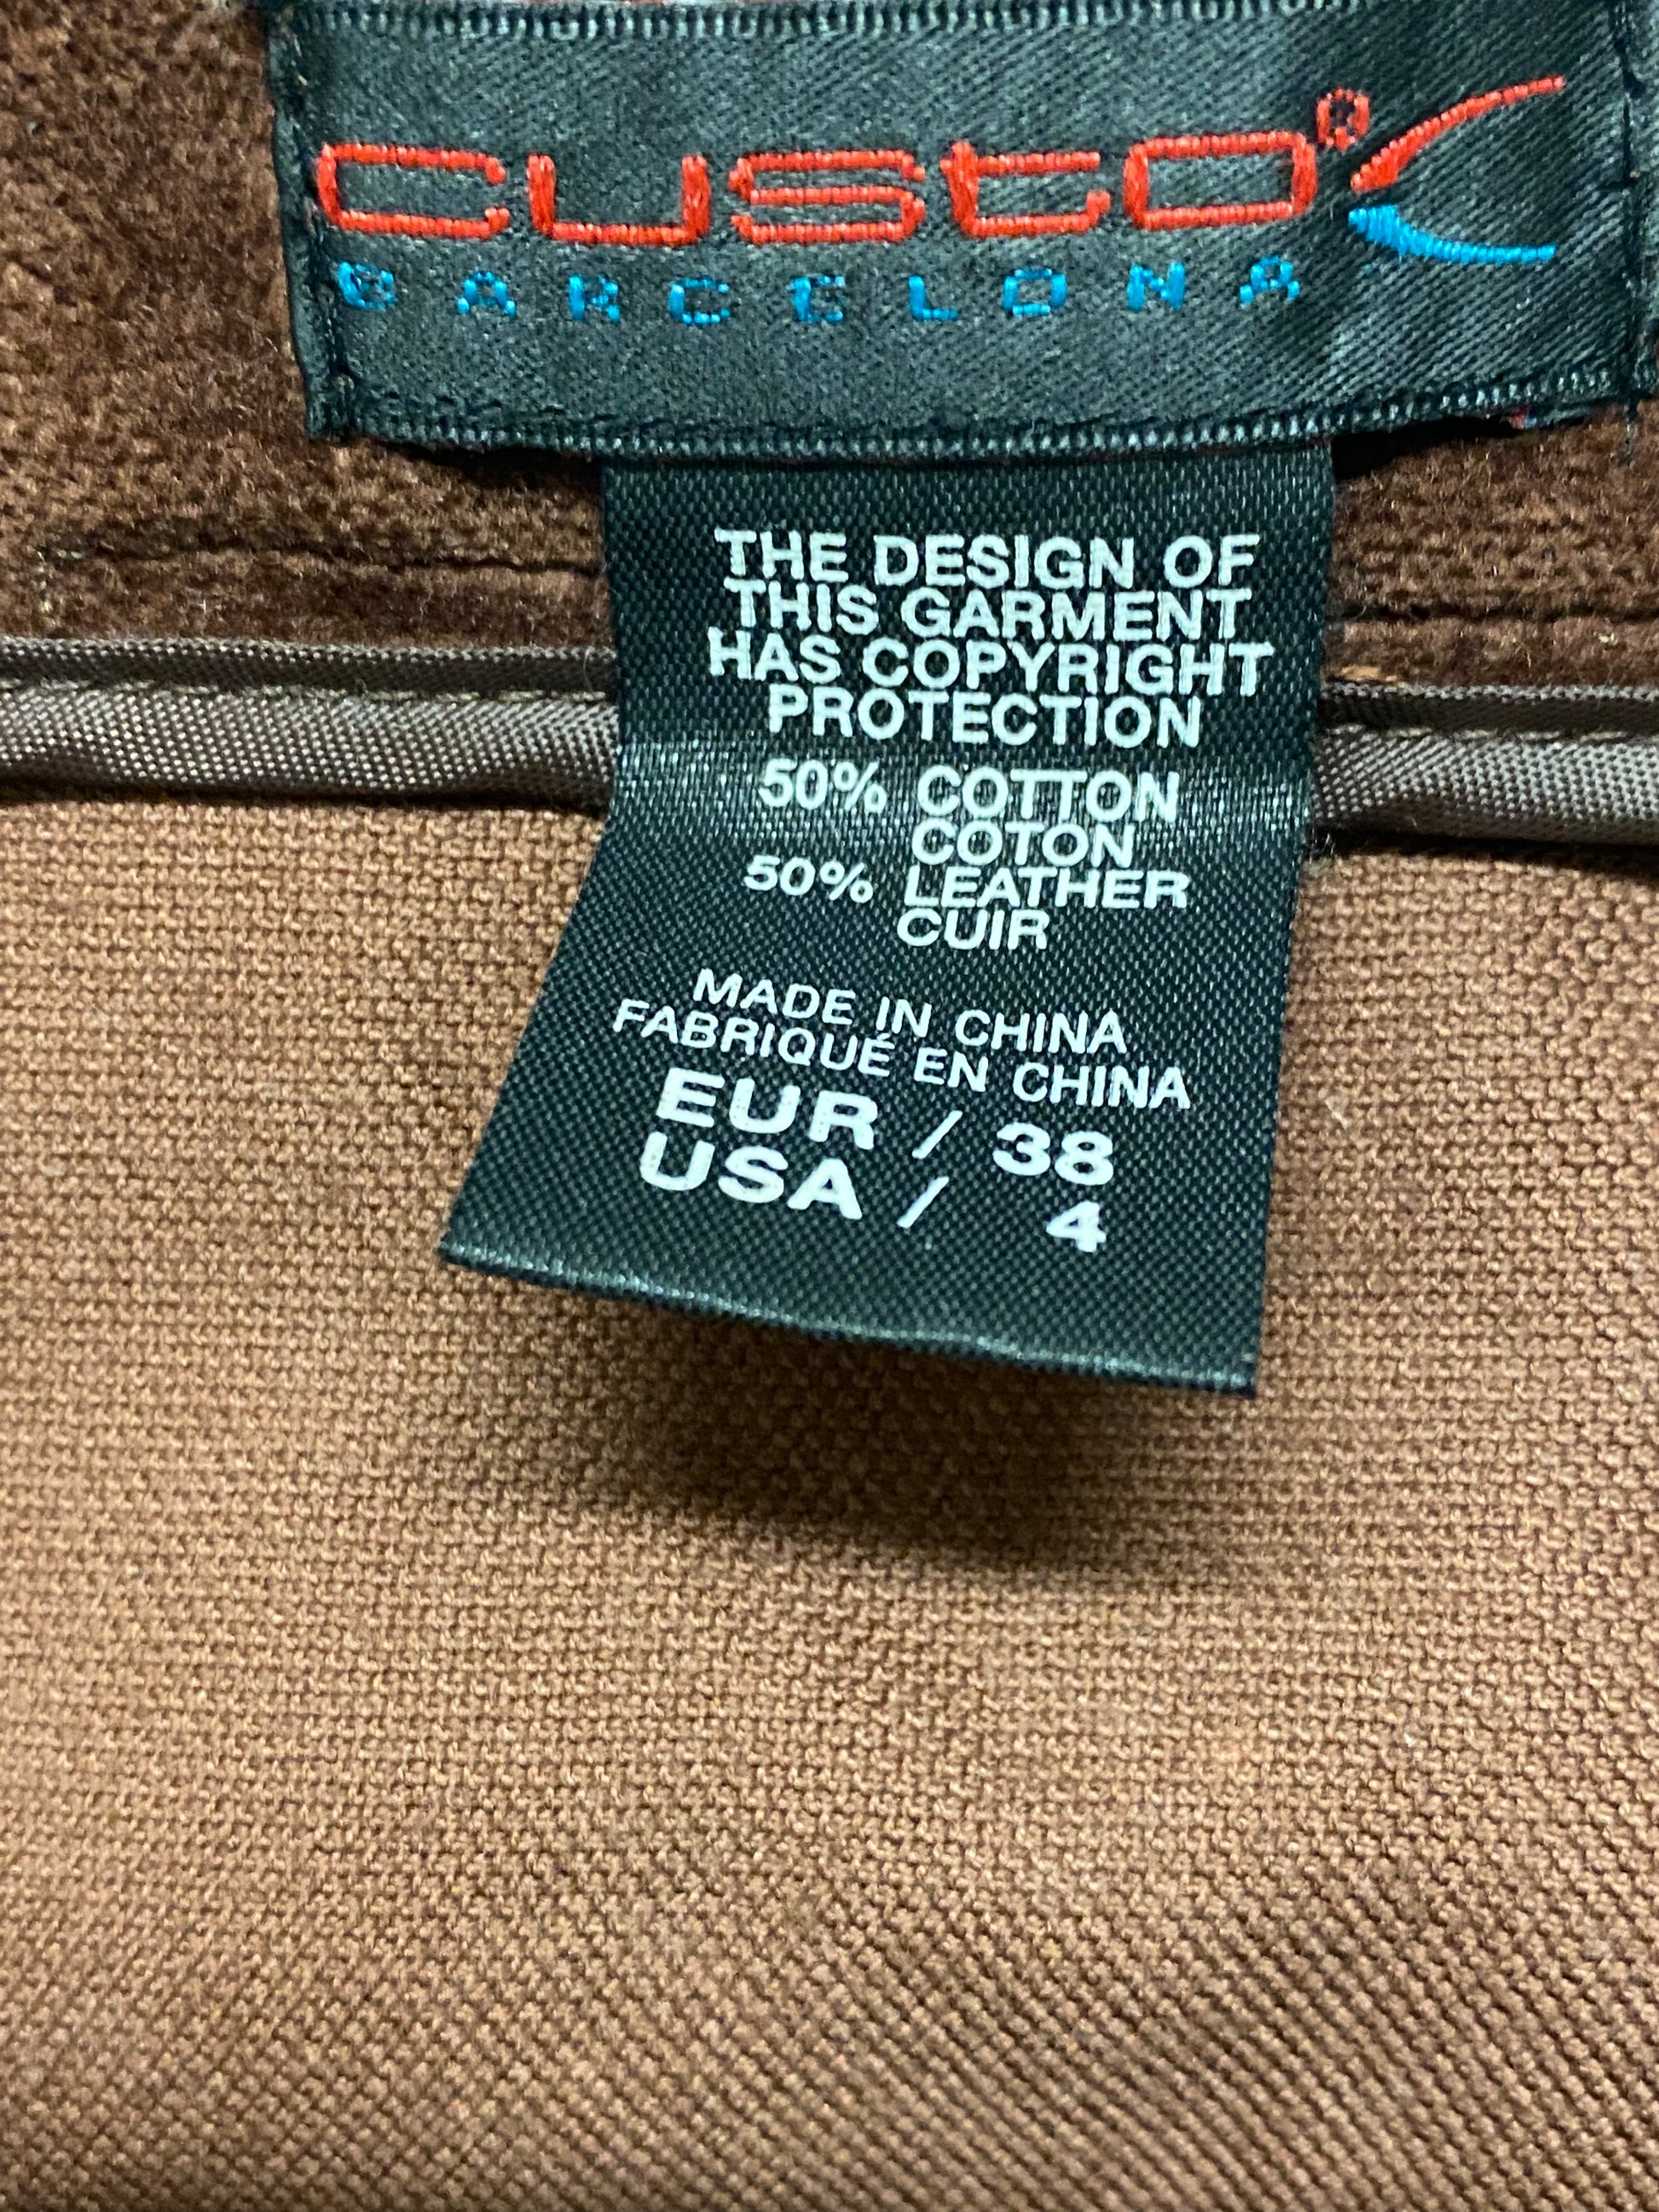 custo®
BARCELONA
THE DESIGN OF
THIS GARMENT
HAS COPYRIGHT
PROTECTION
50% COTTON
COTON
50% LEATHER
CUIR
MADE IN CHINA
FABRIQUÉ EN CHINA
EUR / 38
USA / 4